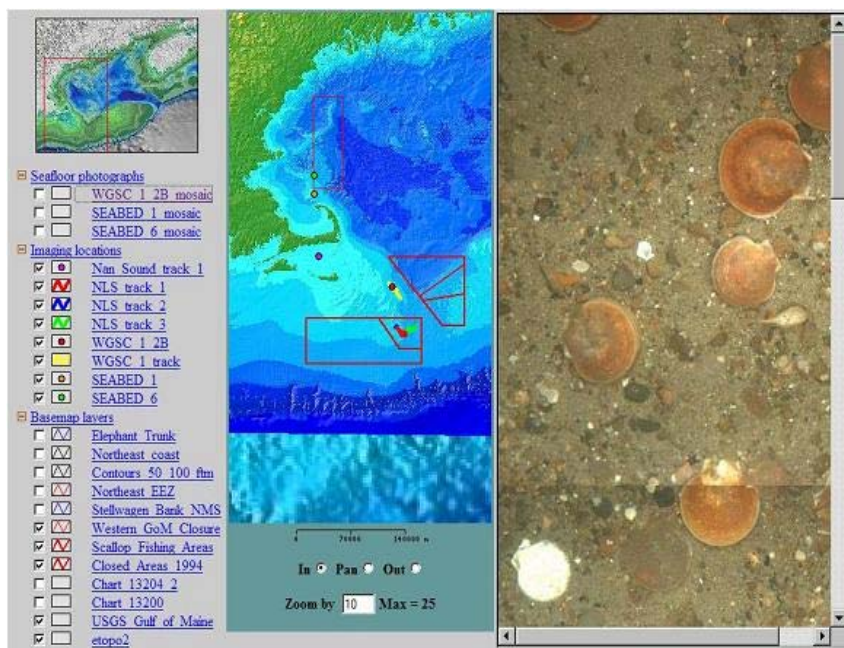 Seafloor photographs
WGSC 1 2B mosaic
SEABED 1 mosaic
SEABED 6 mosaic
Imaging locations
Nan Sound track 1
NLS track 1
NLS track 2
NLS track 3
WGSC 1 2B
WGSC 1 track
SEABED 1
SEABED 6
Basemap layers
Elephant Trunk
Northeast coast
Contours 50 100 ftm
Northeast EEZ
Stellwagen Bank NMS
Western GoM Closure
Scallop Fishing Areas
Closed Areas 1994
Chart 13204 2
Chart 13200
USGS Gulf of Maine
etopo2
0 70000 140000 m
In Pan Out
Zoom by 10 Max = 25